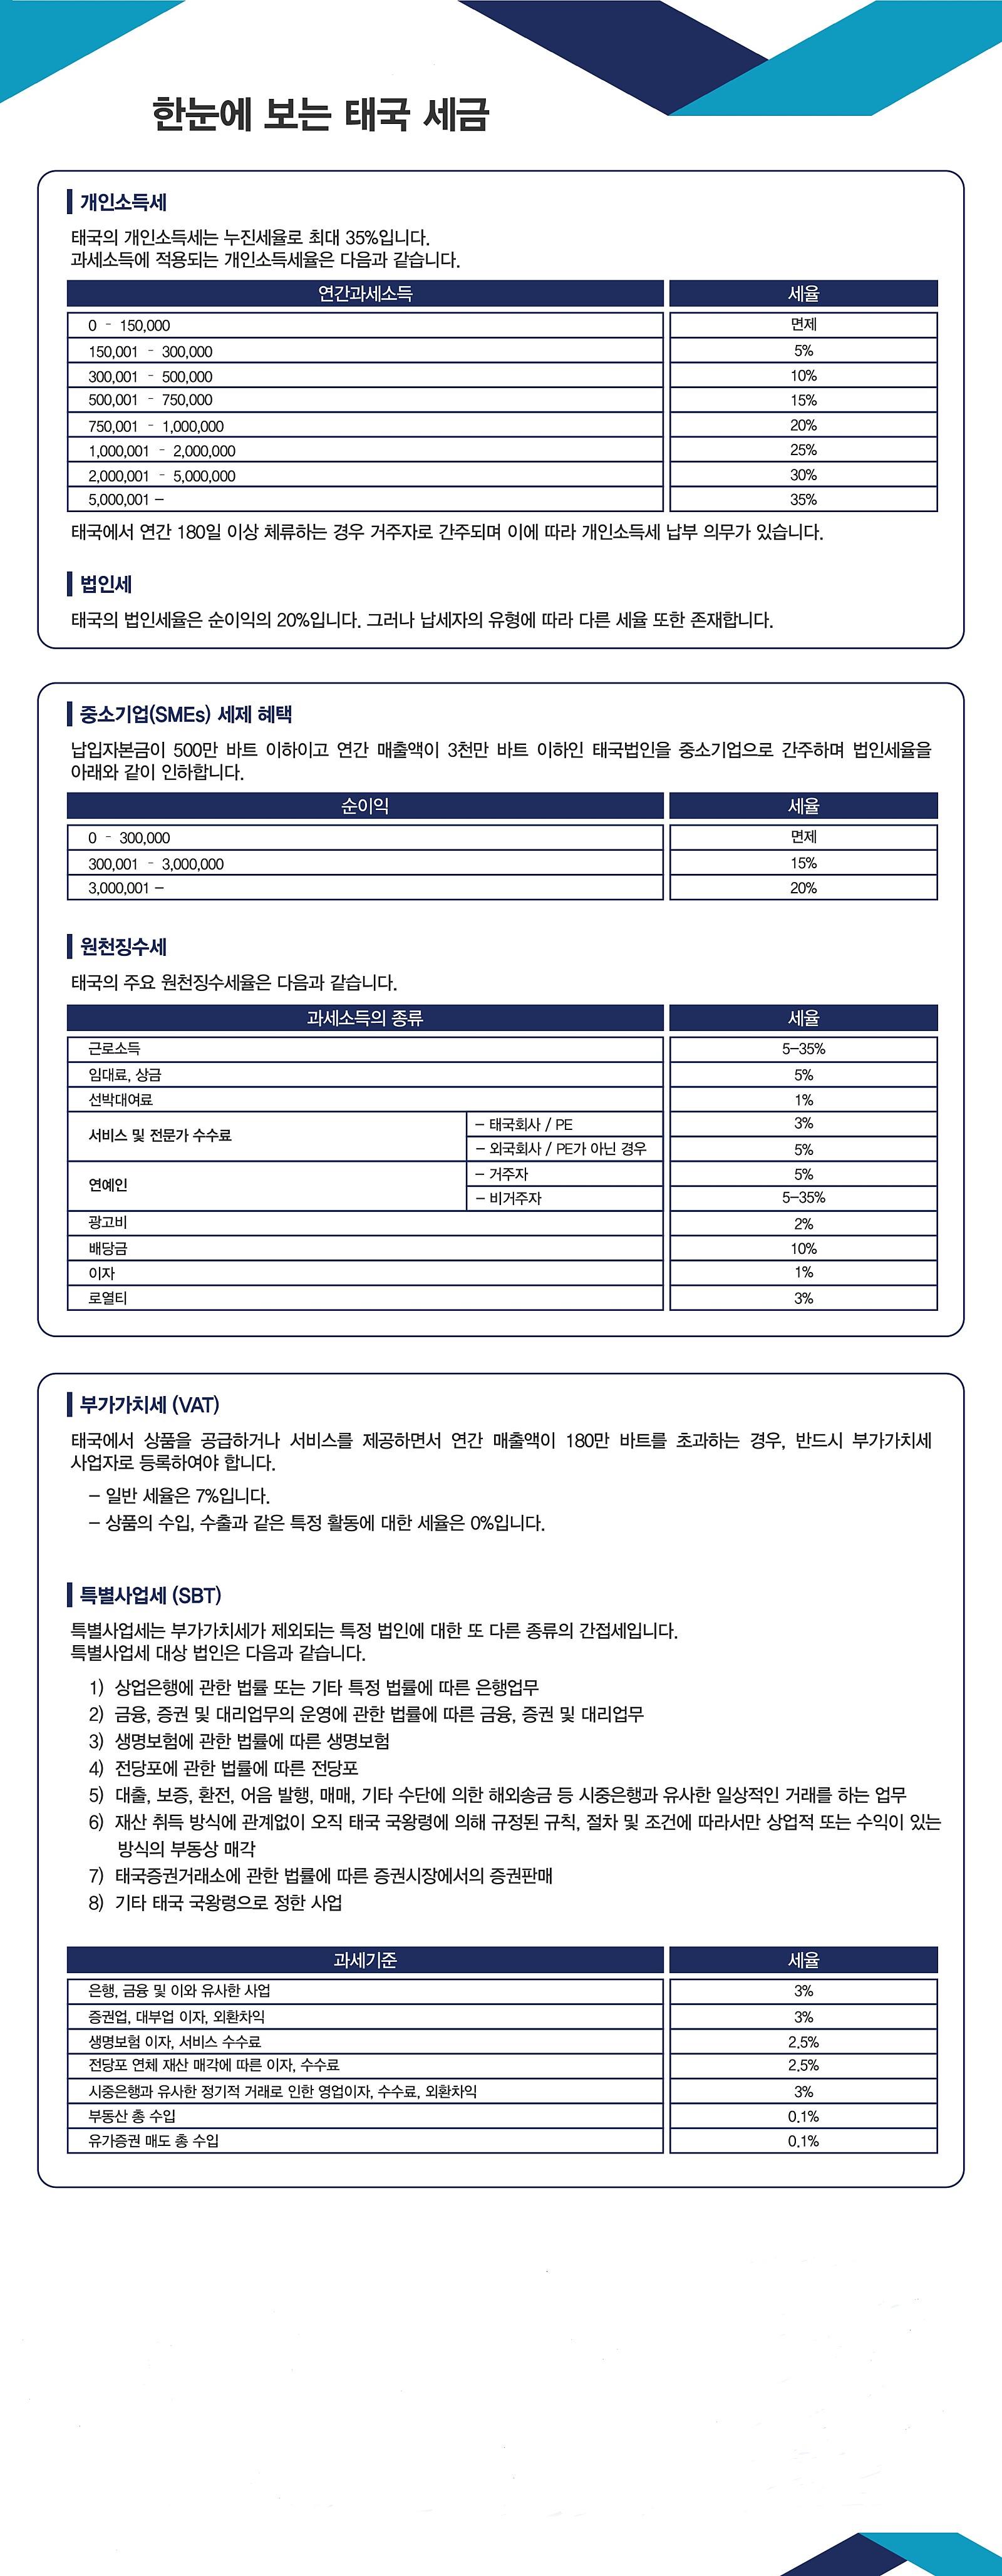 한눈에 보는 태국 세금
개인소득세
태국의 개인소득세는 누진세율로 최대 35%입니다.
과세소득에 적용되는 개인소득세율은 다음과 같습니다.
연간과세소득 세율
0 - 150,000 면제
150,001 - 300,000 5%
300,001 - 500,000 10%
500,001 - 750,000 15%
750,001 - 1,000,000 20%
1,000,001 - 2,000,000 25%
2,000,001 - 5,000,000 30%
5,000,001 – 35%
태국에서 연간 180일 이상 체류하는 경우 거주자로 간주되며 이에 따라 개인소득세 납부 의무가 있습니다.
법인세
태국의 법인세율은 순이익의 20%입니다. 그러나 납세자의 유형에 따라 다른 세율 또한 존재합니다.
중소기업(SMEs) 세제 혜택
납입자본금이 500만 바트 이하이고 연간 매출액이 3천만 바트 이하인 태국법인을 중소기업으로 간주하며 법인세율을
아래와 같이 인하합니다.
순이익 세율
0 - 300,000 면제
300,001 - 3,000,000 15%
3,000,001 – 20%
원천징수세
태국의 주요 원천징수세율은 다음과 같습니다.
과세소득의 종류 세율
근로소득 5–35%
임대료, 상금 5%
선박대여료 1%
서비스 및 전문가 수수료 – 태국회사 / PE 3%
– 외국회사 / PE가 아닌 경우 5%
연예인 – 거주자 5%
– 비거주자 5–35%
광고비 2%
배당금 10%
이자 1%
로열티 3%
부가가치세 (VAT)
태국에서 상품을 공급하거나 서비스를 제공하면서 연간 매출액이 180만 바트를 초과하는 경우, 반드시 부가가치세
사업자로 등록하여야 합니다.
– 일반 세율은 7%입니다.
– 상품의 수입, 수출과 같은 특정 활동에 대한 세율은 0%입니다.
특별사업세 (SBT)
특별사업세는 부가가치세가 제외되는 특정 법인에 대한 또 다른 종류의 간접세입니다.
특별사업세 대상 법인은 다음과 같습니다.
1) 상업은행에 관한 법률 또는 기타 특정 법률에 따른 은행업무
2) 금융, 증권 및 대리업무의 운영에 관한 법률에 따른 금융, 증권 및 대리업무
3) 생명보험에 관한 법률에 따른 생명보험
4) 전당포에 관한 법률에 따른 전당포
5) 대출, 보증, 환전, 어음 발행, 매매, 기타 수단에 의한 해외송금 등 시중은행과 유사한 일상적인 거래를 하는 업무
6) 재산 취득 방식에 관계없이 오직 태국 국왕령에 의해 규정된 규칙, 절차 및 조건에 따라서만 상업적 또는 수익이 있는
방식의 부동상 매각
7) 태국증권거래소에 관한 법률에 따른 증권시장에서의 증권판매
8) 기타 태국 국왕령으로 정한 사업
과세기준 세율
은행, 금융 및 이와 유사한 사업 3%
증권업, 대부업 이자, 외환차익 3%
생명보험 이자, 서비스 수수료 2.5%
전당포 연체 재산 매각에 따른 이자, 수수료 2.5%
시중은행과 유사한 정기적 거래로 인한 영업이자, 수수료, 외환차익 3%
부동산 총 수입 0.1%
유가증권 매도 총 수입 0.1%